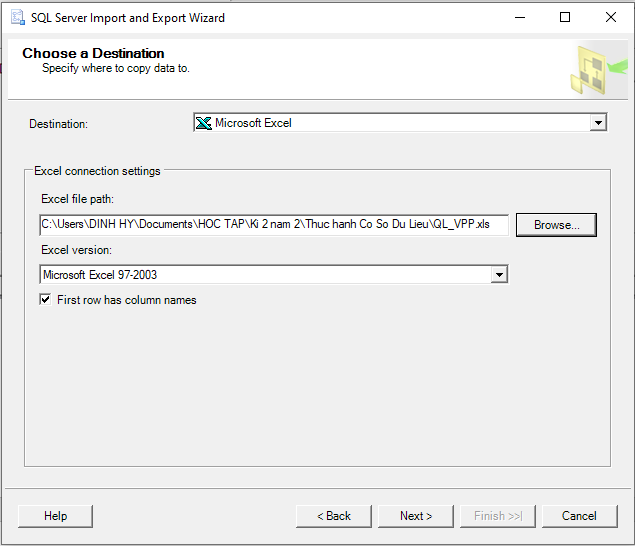 SQL Server Import and Export Wizard
Choose a Destination
Specify where to copy data to.
Destination:
Microsoft Excel
Excel connection settings
Excel file path:
C:\Users\DINH HY\Documents\HOC TAP\Ki 2 nam 2\Thuc hanh Co So Du Lieu\QL_VPP.xls
Browse...
Excel version:
Microsoft Excel 97-2003
First row has column names
Help
< Back
Next >
Finish >>|
Cancel